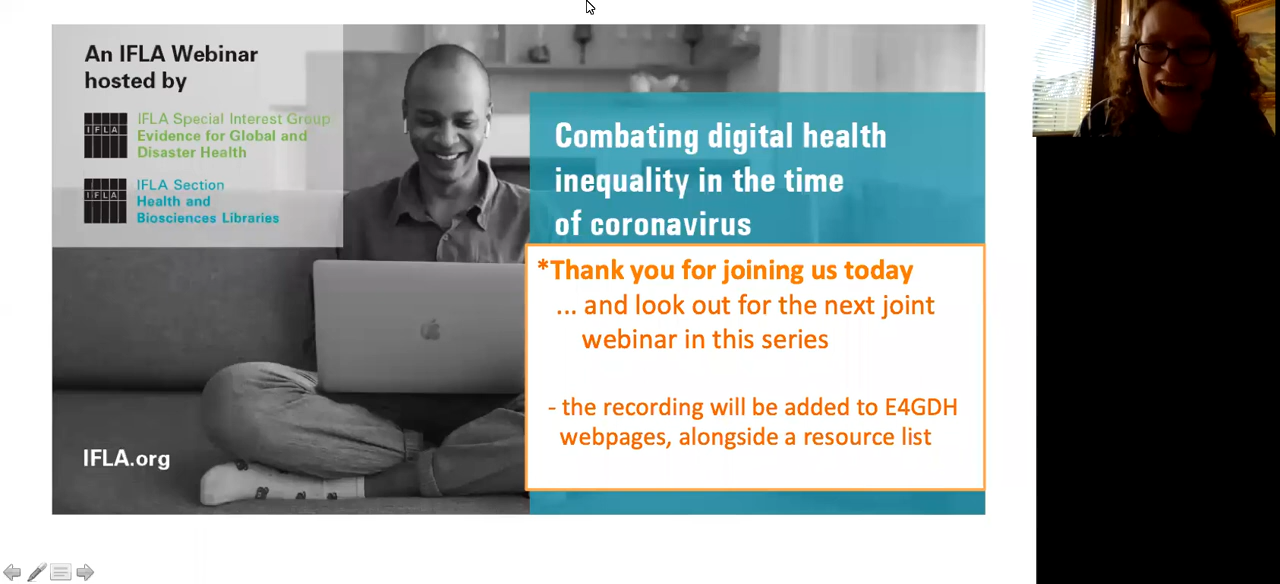 An IFLA Webinar
hosted by
IFLA
IFLA Special Interest Group
Evidence for Global and
Disaster Health
IFLA
IFLA Section
Health and
Biosciences Libraries
Combating digital health
inequality in the time
of coronavirus
*Thank you for joining us today
... and look out for the next joint
webinar in this series
- the recording will be added to E4GDH
webpages, alongside a resource list
IFLA.org